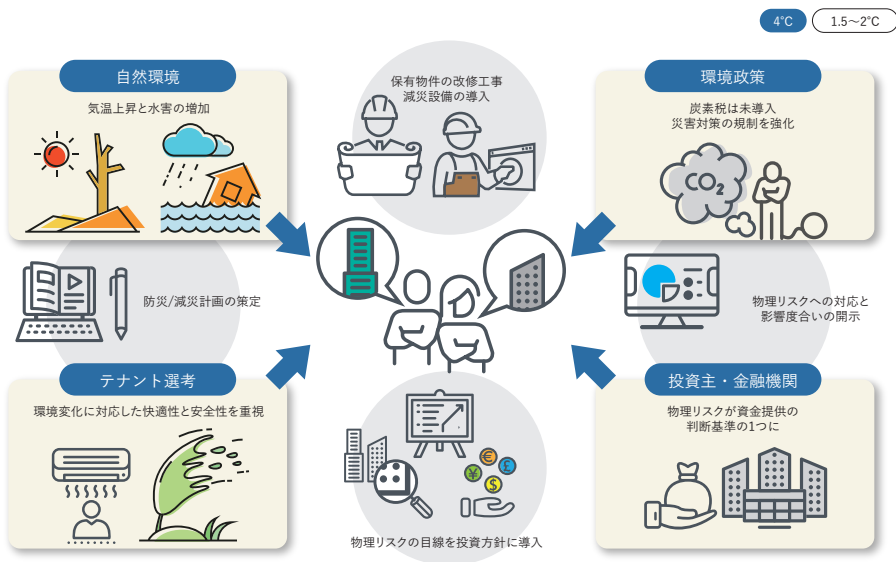 4℃
1.5～2℃
自然環境
気温上昇と水害の増加
保有物件の改修工事
減災設備の導入
環境政策
炭素税は未導入
災害対策の規制を強化
CO₂
防災/減災計画の策定
物理リスクへの対応と
影響度合いの開示
テナント選考
環境変化に対応した快適性と安全性を重視
投資主・金融機関
物理リスクが資金提供の
判断基準の1つに
€
¥
£
$
物理リスクの目線を投資方針に導入